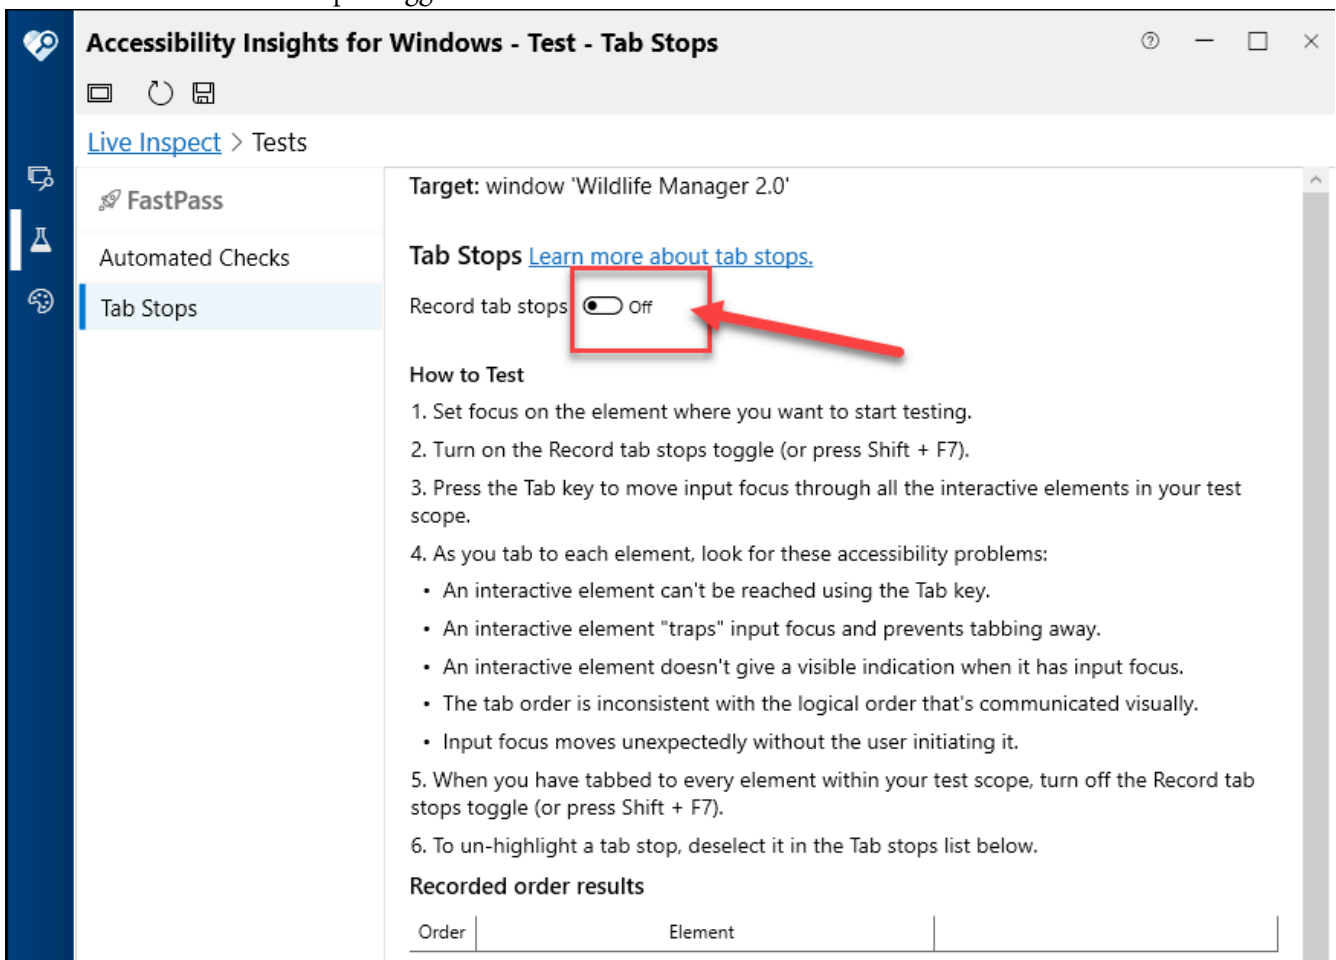 Accessibility Insights for Windows - Test - Tab Stops
Live Inspect > Tests
FastPass
Automated Checks
Tab Stops
Target: window 'Wildlife Manager 2.0'
Tab Stops Learn more about tab stops.
Record tab stops Off
How to Test
1. Set focus on the element where you want to start testing.
2. Turn on the Record tab stops toggle (or press Shift + F7).
3. Press the Tab key to move input focus through all the interactive elements in your test
scope.
4. As you tab to each element, look for these accessibility problems:
• An interactive element can't be reached using the Tab key.
• An interactive element "traps" input focus and prevents tabbing away.
• An interactive element doesn't give a visible indication when it has input focus.
• The tab order is inconsistent with the logical order that's communicated visually.
• Input focus moves unexpectedly without the user initiating it.
5. When you have tabbed to every element within your test scope, turn off the Record tab
stops toggle (or press Shift + F7).
6. To un-highlight a tab stop, deselect it in the Tab stops list below.
Recorded order results
Order Element